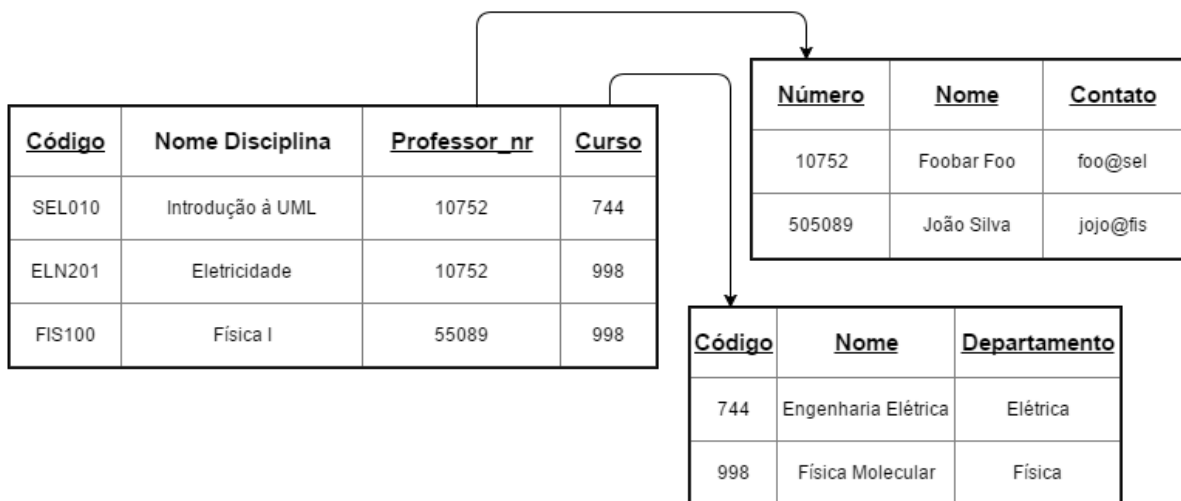 Código Nome Disciplina Professor_nr Curso
SEL010 Introdução à UML 10752 744
ELN201 Eletricidade 10752 998
FIS100 Física I 55089 998
Número Nome Contato
10752 Foobar Foo foo@sel
505089 João Silva jojo@fis
Código Nome Departamento
744 Engenharia Elétrica Elétrica
998 Física Molecular Física